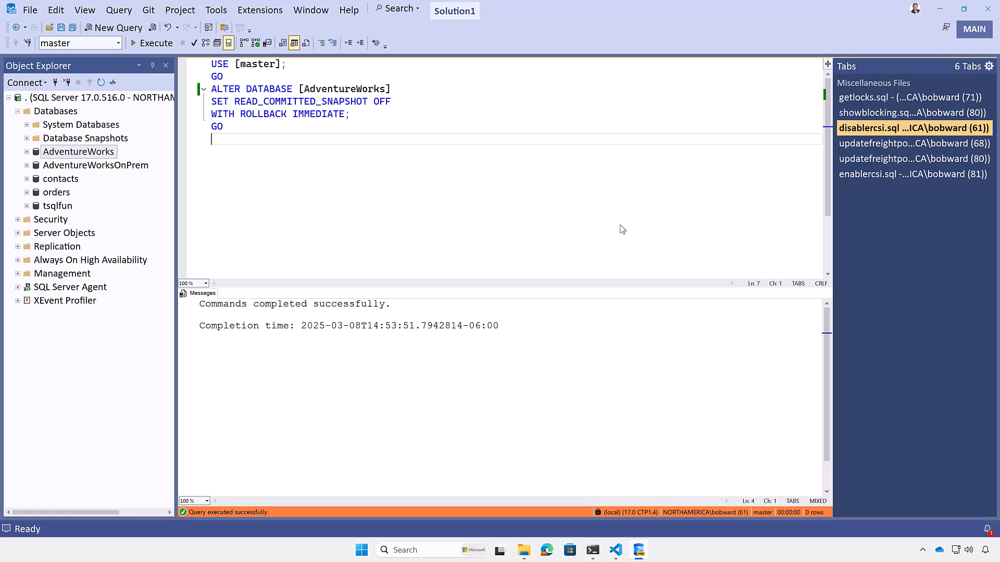 File Edit View Query Git Project Tools Extensions Window Help Search Solution1
New Query
MAIN
master Execute
Object Explorer
Connect
. (SQL Server 17.0.516.0 - NORTHAM
Databases
System Databases
Database Snapshots
AdventureWorks
AdventureWorksOnPrem
contacts
orders
tsqlfun
Security
Server Objects
Replication
Always On High Availability
Management
SQL Server Agent
XEvent Profiler
USE [master];
GO
ALTER DATABASE [AdventureWorks]
SET READ_COMMITTED_SNAPSHOT OFF
WITH ROLLBACK IMMEDIATE;
GO
100 % Ln: 7 Ch: 1 TABS CRLF
Messages
Commands completed successfully.
Completion time: 2025-03-08T14:53:51.7942814-06:00
100 % Ln: 4 Ch: 1 TABS MIXED
Query executed successfully. (local) (17.0 CTP1.4) NORTHAMERICA\bobward (61) master 00:00:00 0 rows
Tabs 6 Tabs
Miscellaneous Files
getlocks.sql - (...CA\bobward (71))
showblocking.sq...A\bobward (80))
disablercsi.sql ...ICA\bobward (61))
updatefreightpo...CA\bobward (68))
updatefreightpo...CA\bobward (80))
enablercsi.sql -...ICA\bobward (81))
Ready
1
Search Microsoft
PRE